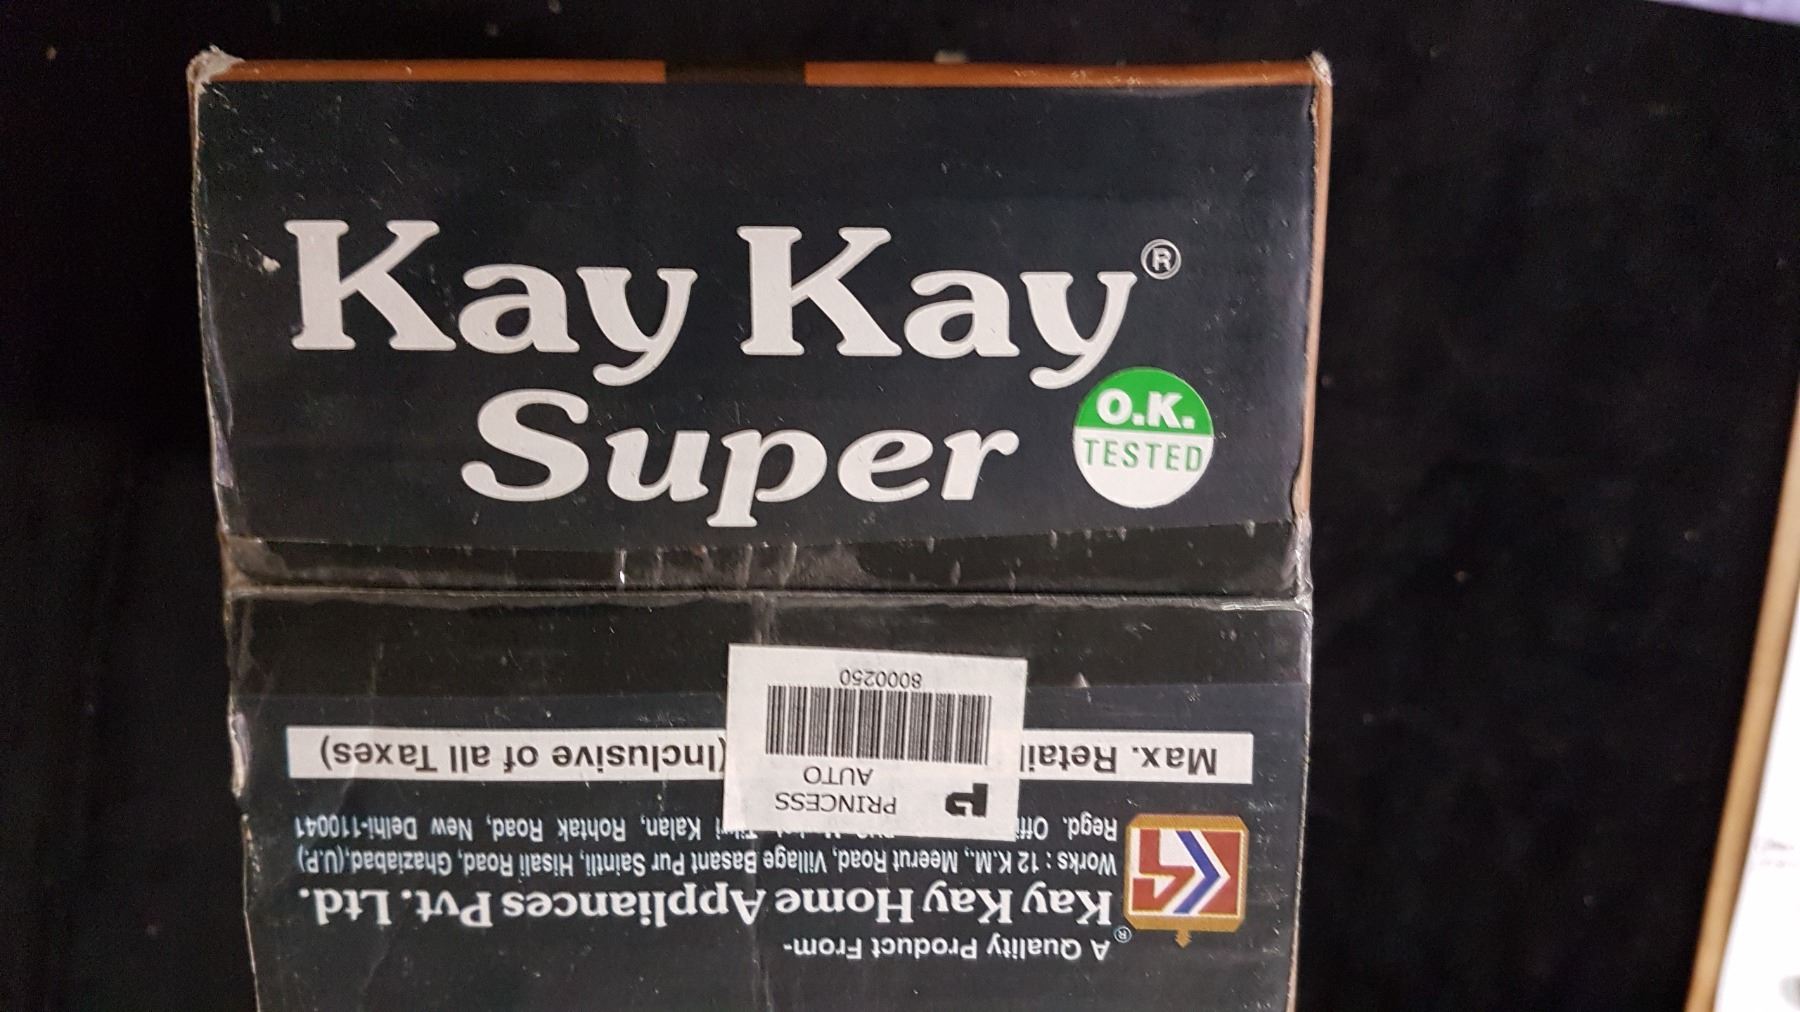 Kay Kay®
Super
O.K.
TESTED
A Quality Product From-
Kay Kay® Home Appliances Pvt. Ltd.
Works : 12 K.M., Meerut Road, Village Basant Pur Saintli, Hisali Road, Ghaziabad,(U.P.)
Regd. Kalan, Rohtak Road, New Delhi-110041
Max. Retail (Inclusive of all Taxes)
PRINCESS
AUTO
8000250